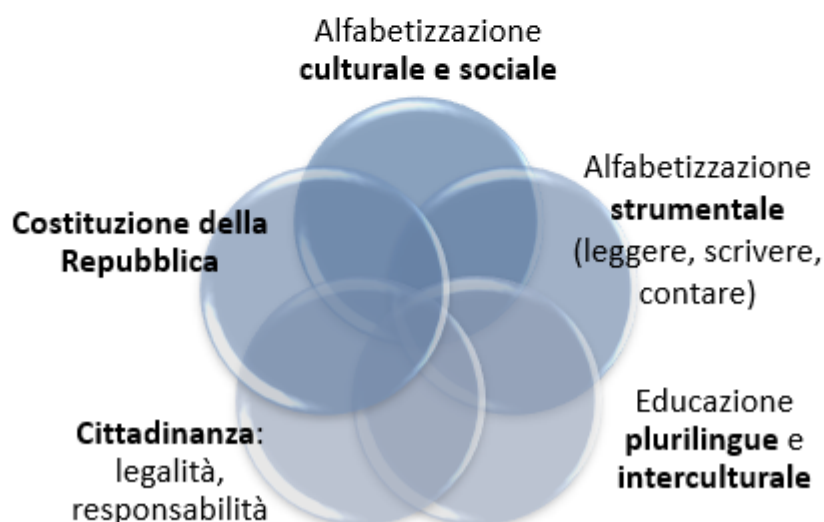 Alfabetizzazione
culturale e sociale
Alfabetizzazione
strumentale
(leggere, scrivere,
contare)
Costituzione della
Repubblica
Educazione
plurilingue e
interculturale
Cittadinanza:
legalità,
responsabilità